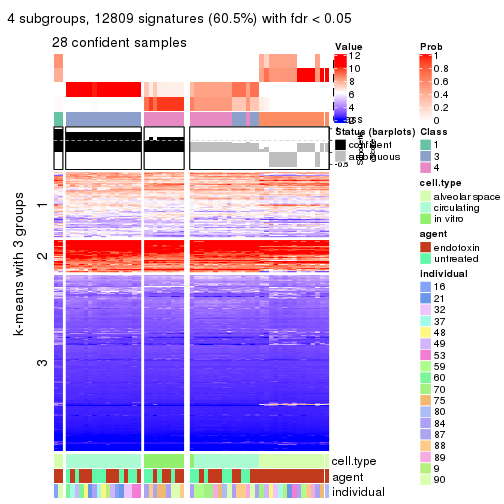 4 subgroups, 12809 signatures (60.5%) with fdr < 0.05
28 confident samples
k-means with 3 groups
1
2
3
Value
12
10
8
6
4
2
0
Prob
1
0.8
0.6
0.4
0.2
0
Status (barplots)
confident
ambiguous
-0.5
Class
1
3
4
cell.type
alveolar space
circulating
in vitro
agent
endotoxin
untreated
individual
16
21
32
37
48
49
53
59
60
70
75
80
84
87
88
89
9
90
cell.type
agent
individual